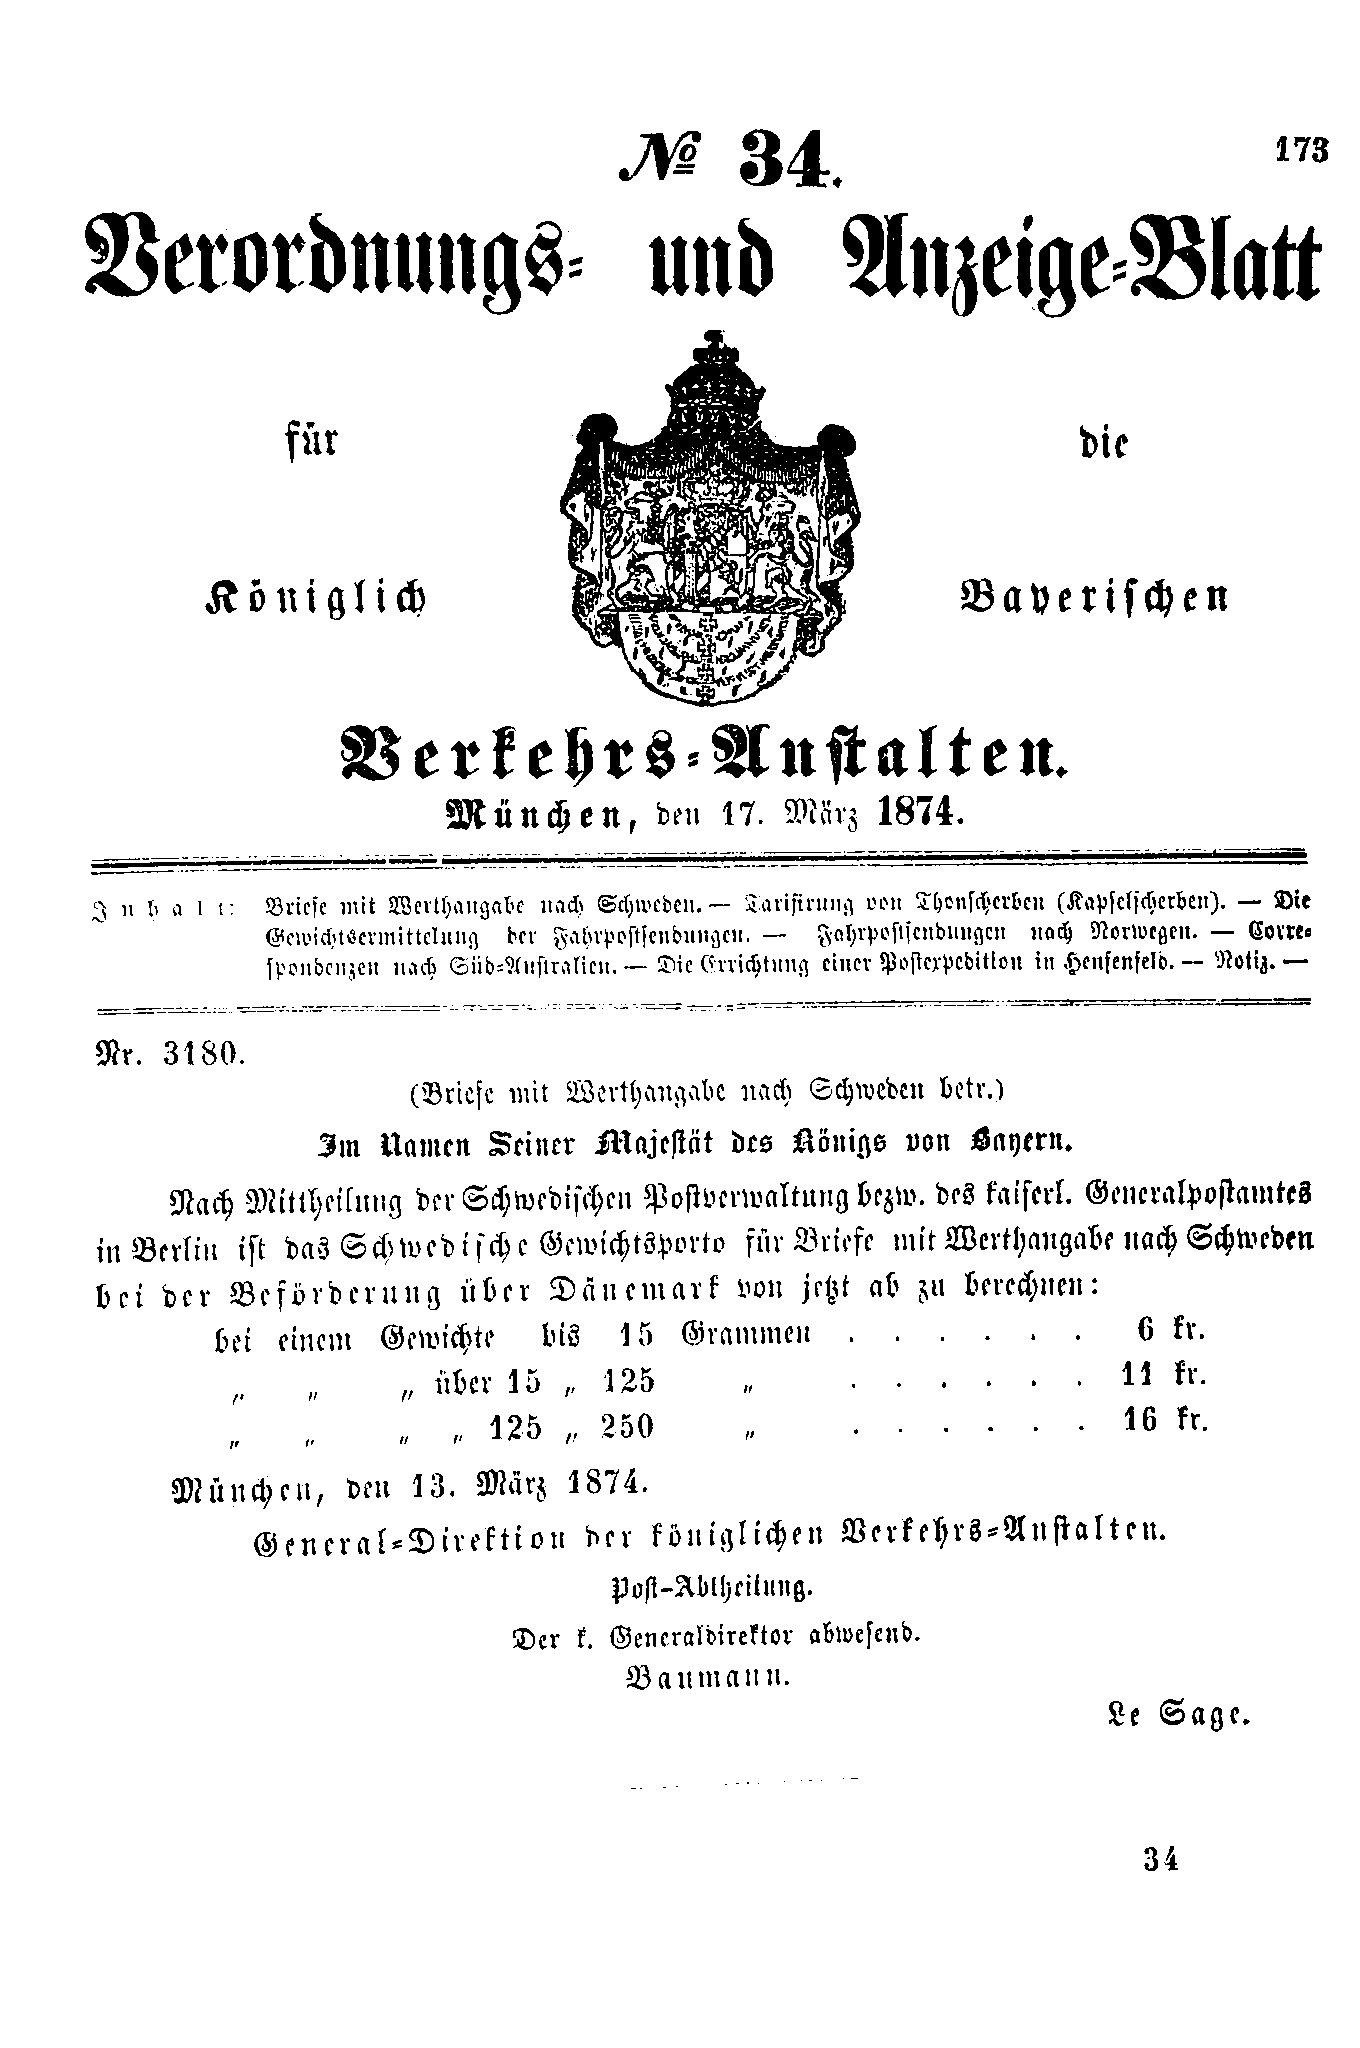 № 34.
173
Verordnungs- und Anzeige-Blatt
für die
Königlich Bayerischen
Verkehrs-Anstalten.
München, den 17. März 1874.
Inhalt: Briefe mit Werthangabe nach Schweden. — Tarifirung von Thonscherben (Kapselscherben). — Die
Gewichtsermittelung der Fahrpostsendungen. — Fahrpostsendungen nach Norwegen. — Corre-
spondenzen nach Süd-Australien. — Die Errichtung einer Postexpedition in Hensenfeld. — Notiz. —
Nr. 3180.
(Briefe mit Werthangabe nach Schweden betr.)
Im Namen Seiner Majestät des Königs von Bayern.
Nach Mittheilung der Schwedischen Postverwaltung bezw. des kaiserl. Generalpostamtes
in Berlin ist das Schwedische Gewichtsporto für Briefe mit Werthangabe nach Schweden
bei der Beförderung über Dänemark von jetzt ab zu berechnen:
bei einem Gewichte bis 15 Grammen . . . . . . 6 kr.
„ „ „ über 15 „ 125 „ . . . . . . 11 kr.
„ „ „ „ 125 „ 250 „ . . . . . . 16 kr.
München, den 13. März 1874.
General-Direktion der königlichen Verkehrs-Anstalten.
Post-Abtheilung.
Der k. Generaldirektor abwesend.
Baumann.
Le Sage.
34